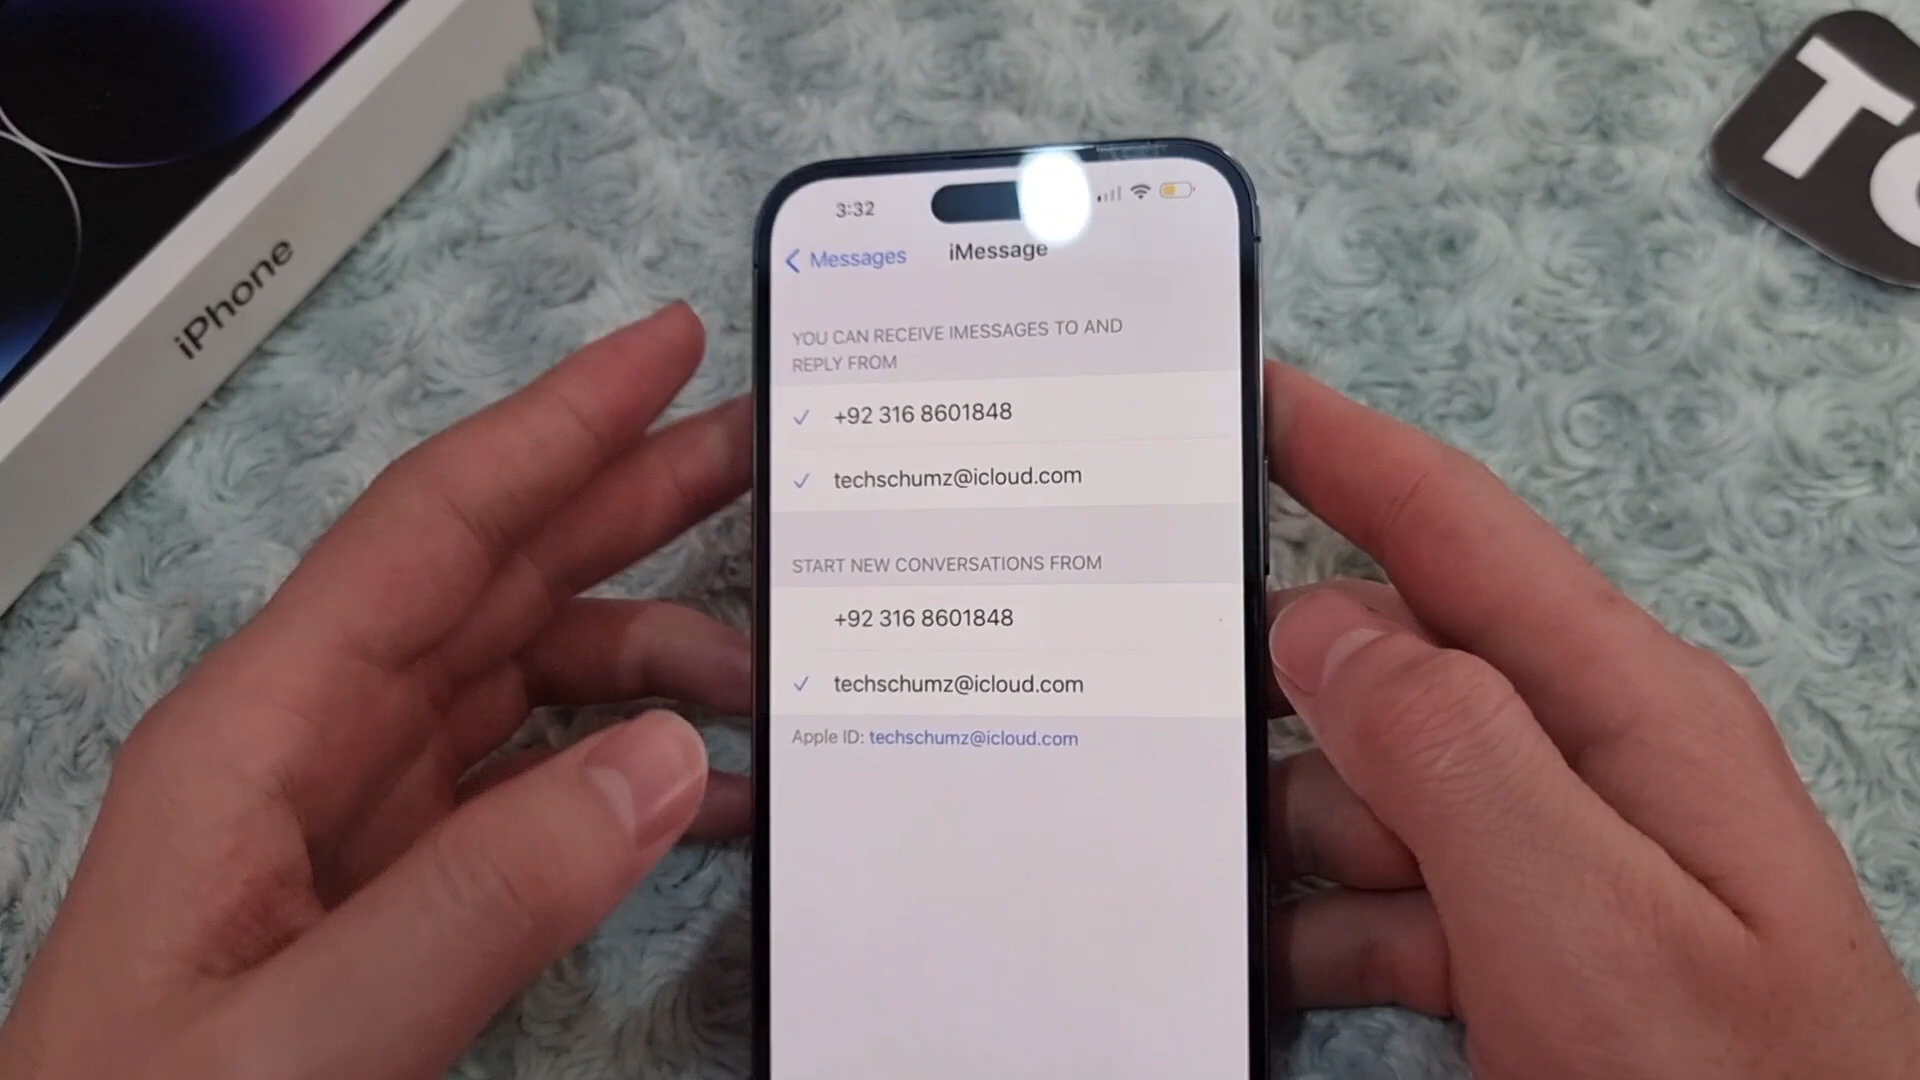 iPhone
TC
3:32
Messages
iMessage
YOU CAN RECEIVE IMESSAGES TO AND
REPLY FROM
+92 316 8601848
techschumz@icloud.com
START NEW CONVERSATIONS FROM
+92 316 8601848
techschumz@icloud.com
Apple ID: techschumz@icloud.com